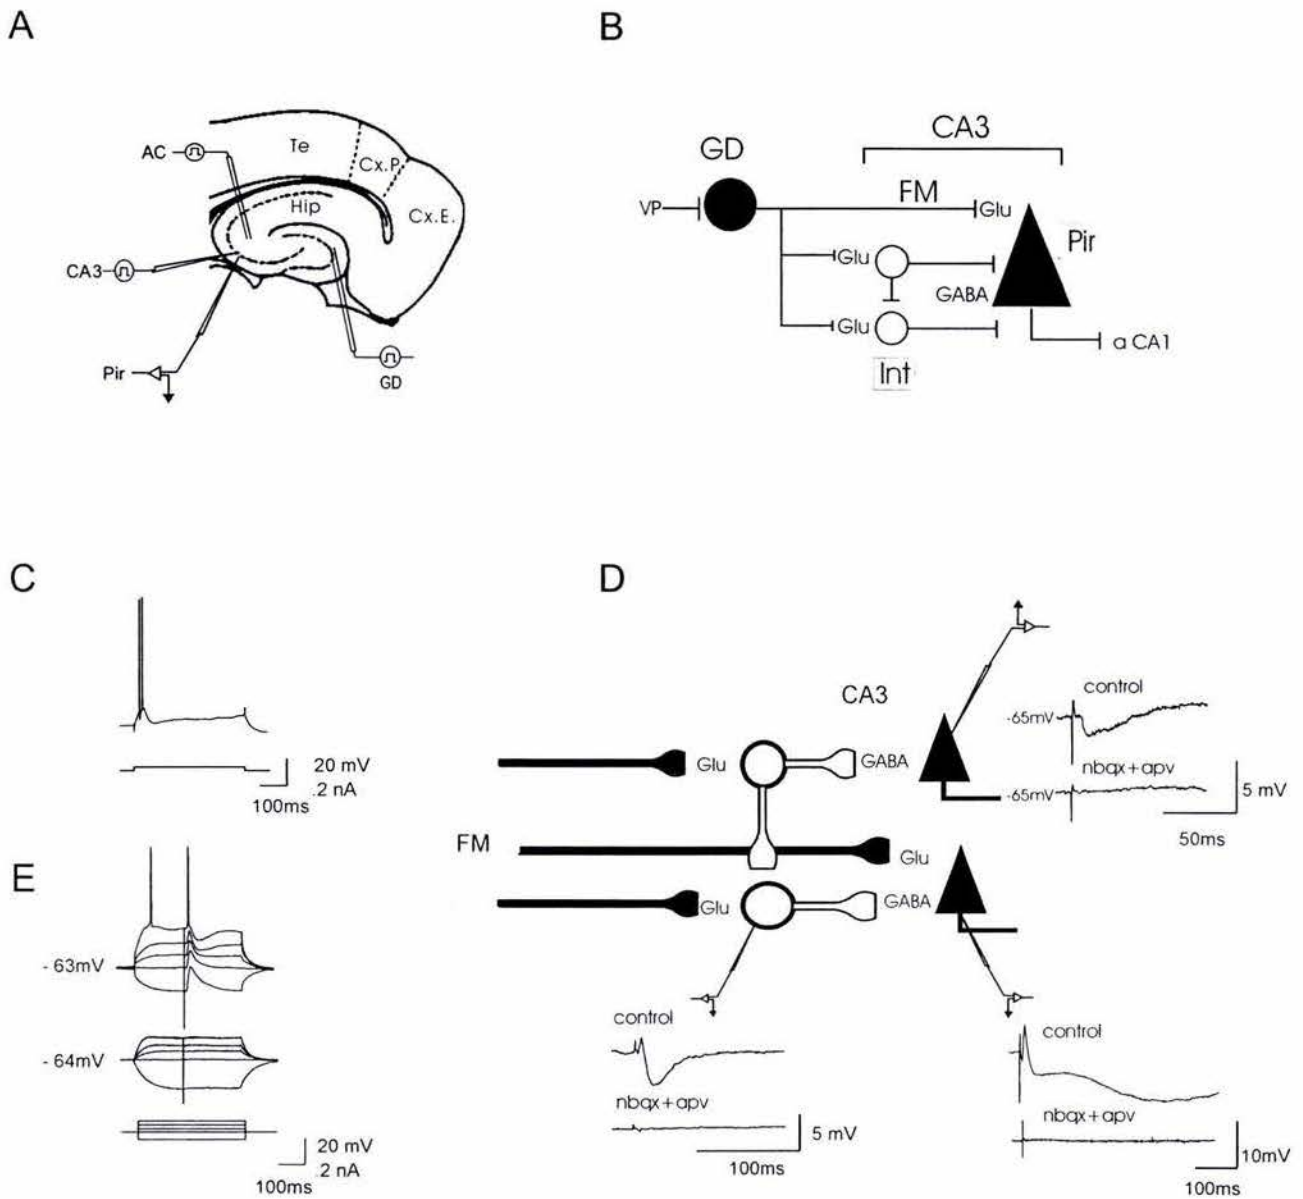 A
AC
Te
Cx.P.
Hip
Cx.E.
CA3
Pir
GD
B
CA3
GD
FM
VP
Glu
Pir
Glu
GABA
Glu
a CA1
Int
C
20 mV
.2 nA
100ms
D
CA3
control
-65mV
Glu
GABA
nbqx+apv
-65mV
5 mV
50ms
FM
Glu
Glu
GABA
control
nbqx+apv
5 mV
100ms
control
nbqx+apv
10mV
100ms
E
- 63mV
- 64mV
20 mV
.2 nA
100ms